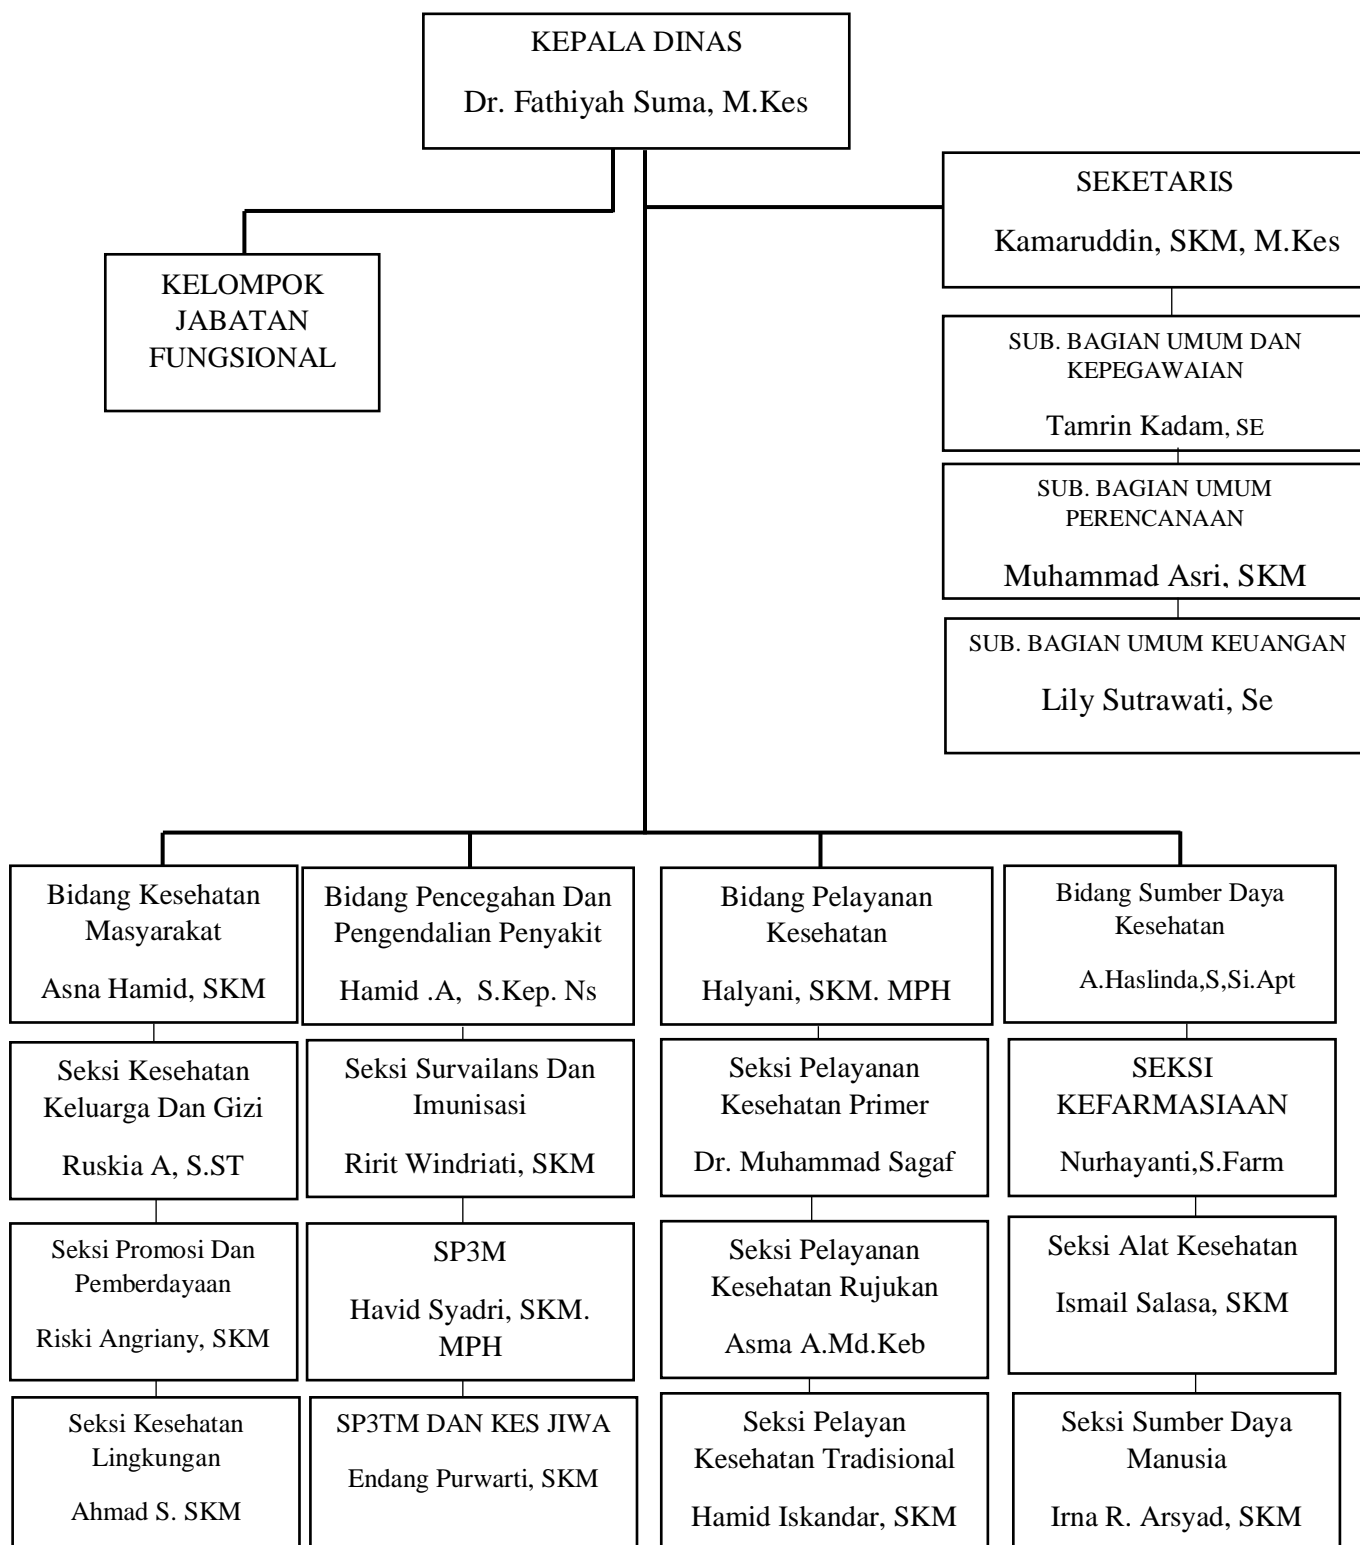 KEPALA DINAS
Dr. Fathiyah Suma, M.Kes
SEKETARIS
Kamaruddin, SKM, M.Kes
KELOMPOK
JABATAN
FUNGSIONAL
SUB. BAGIAN UMUM DAN
KEPEGAWAIAN
Tamrin Kadam, SE
SUB. BAGIAN UMUM
PERENCANAAN
Muhammad Asri, SKM
SUB. BAGIAN UMUM KEUANGAN
Lily Sutrawati, Se
Bidang Kesehatan
Masyarakat
Asna Hamid, SKM
Seksi Kesehatan
Keluarga Dan Gizi
Ruskia A, S.ST
Seksi Promosi Dan
Pemberdayaan
Riski Angriany, SKM
Seksi Kesehatan
Lingkungan
Ahmad S. SKM
Bidang Pencegahan Dan
Pengendalian Penyakit
Hamid .A, S.Kep. Ns
Seksi Survailans Dan
Imunisasi
Ririt Windriati, SKM
SP3M
Havid Syadri, SKM.
MPH
SP3TM DAN KES JIWA
Endang Purwarti, SKM
Bidang Pelayanan
Kesehatan
Halyani, SKM. MPH
Seksi Pelayanan
Kesehatan Primer
Dr. Muhammad Sagaf
Seksi Pelayanan
Kesehatan Rujukan
Asma A.Md.Keb
Seksi Pelayan
Kesehatan Tradisional
Hamid Iskandar, SKM
Bidang Sumber Daya
Kesehatan
A.Haslinda,S,Si.Apt
SEKSI
KEFARMASIAAN
Nurhayanti,S.Farm
Seksi Alat Kesehatan
Ismail Salasa, SKM
Seksi Sumber Daya
Manusia
Irna R. Arsyad, SKM